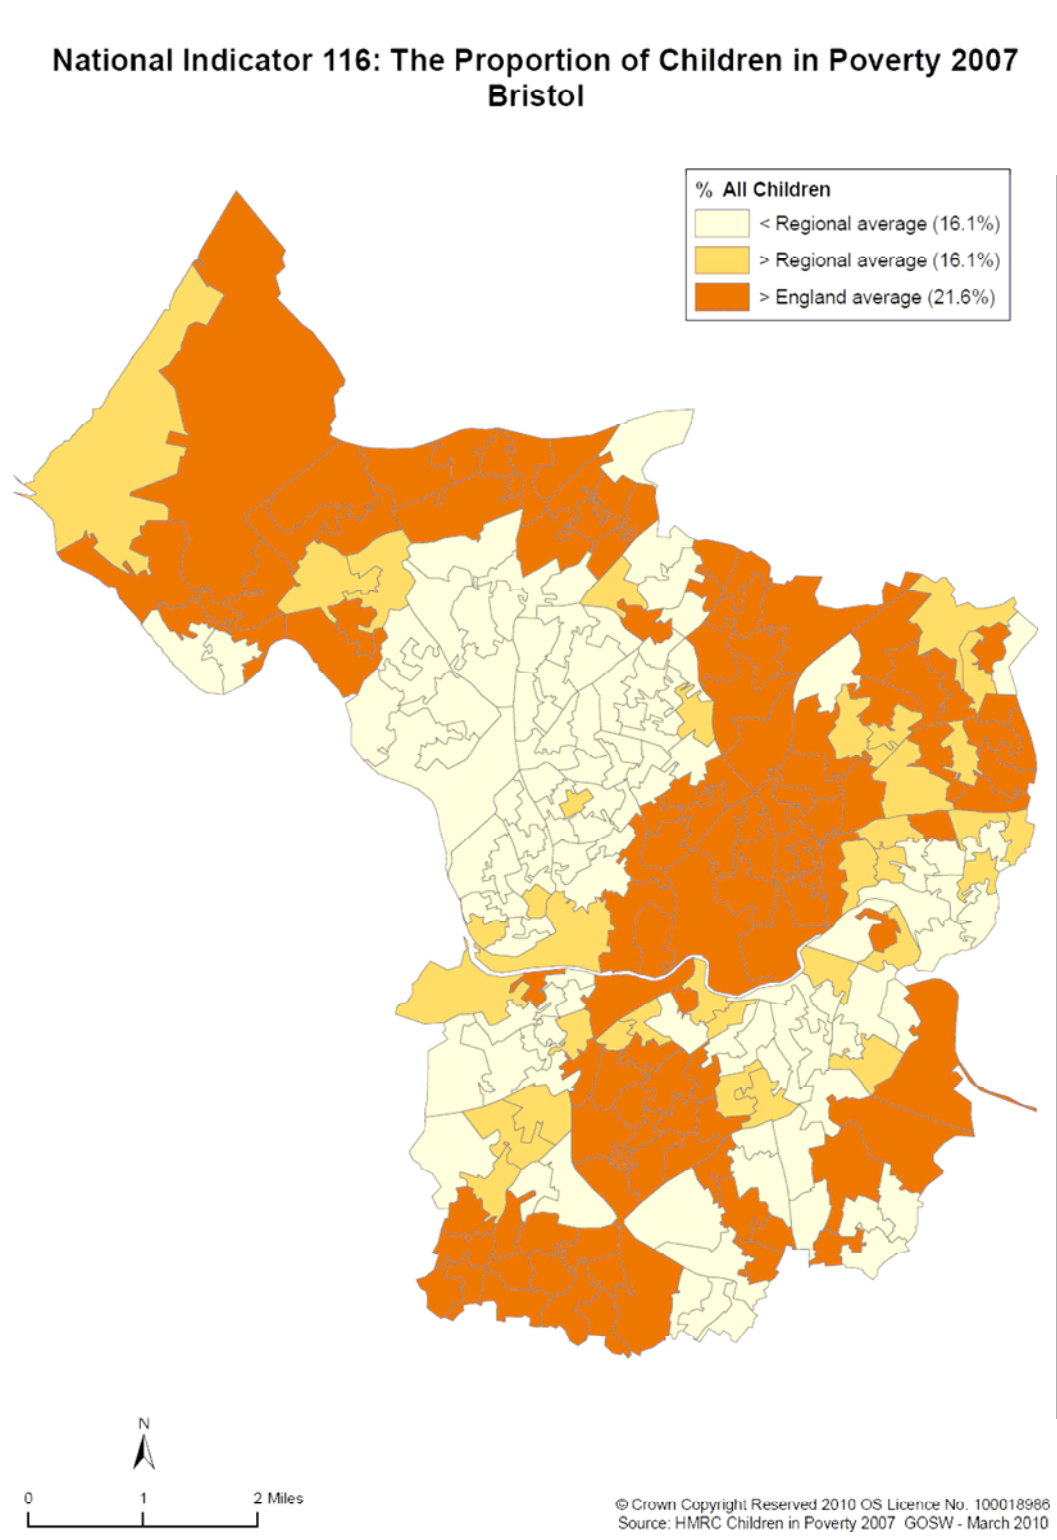 National Indicator 116: The Proportion of Children in Poverty 2007
Bristol
% All Children
< Regional average (16.1%)
> Regional average (16.1%)
> England average (21.6%)
N
0 1 2 Miles
© Crown Copyright Reserved 2010 OS Licence No. 100018986
Source: HMRC Children in Poverty 2007 GOSW - March 2010